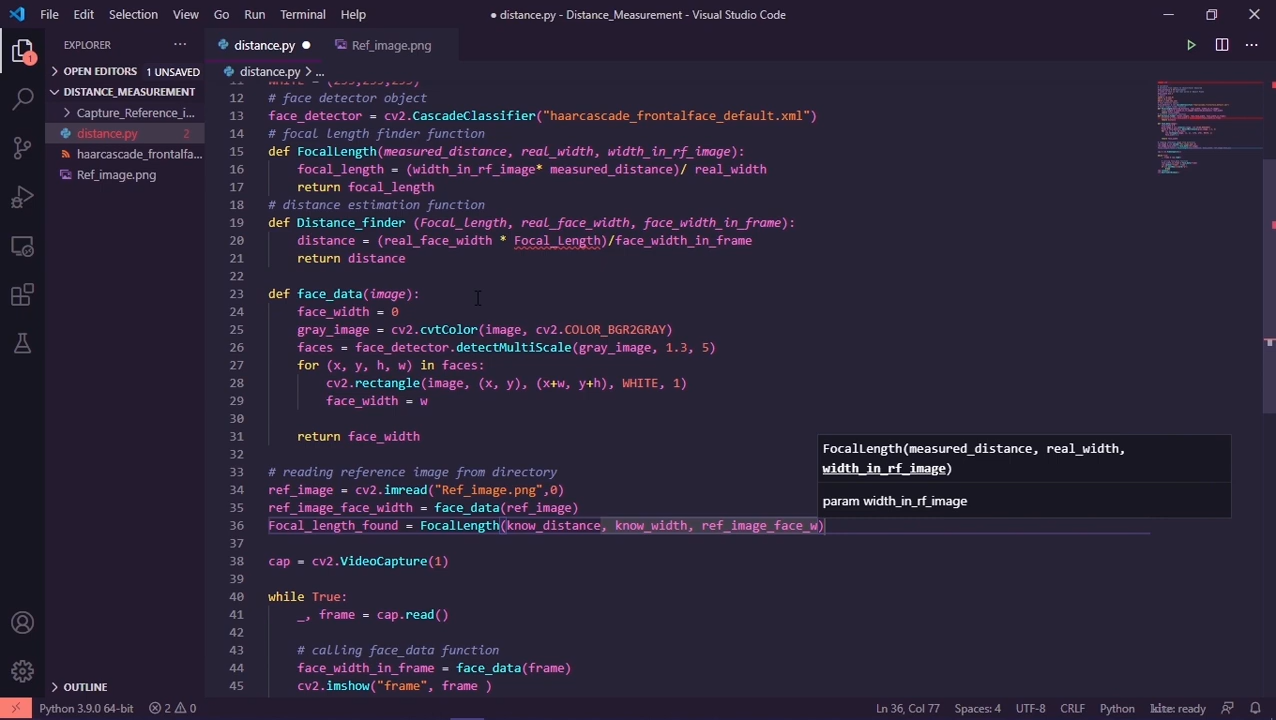 File Edit Selection View Go Run Terminal Help
● distance.py - Distance_Measurement - Visual Studio Code
EXPLORER ...
distance.py ●
Ref_image.png
OPEN EDITORS 1 UNSAVED
DISTANCE_MEASUREMENT
Capture_Reference_i...
distance.py 2
haarcascade_frontalfa...
Ref_image.png
OUTLINE
1
distance.py > ...
11 WHITE = (255,255,255)
12 # face detector object
13 face_detector = cv2.CascadeClassifier("haarcascade_frontalface_default.xml")
14 # focal length finder function
15 def FocalLength(measured_distance, real_width, width_in_rf_image):
16 focal_length = (width_in_rf_image* measured_distance)/ real_width
17 return focal_length
18 # distance estimation function
19 def Distance_finder (Focal_Length, real_face_width, face_width_in_frame):
20 distance = (real_face_width * Focal_Length)/face_width_in_frame
21 return distance
22
23 def face_data(image):
24 face_width = 0
25 gray_image = cv2.cvtColor(image, cv2.COLOR_BGR2GRAY)
26 faces = face_detector.detectMultiScale(gray_image, 1.3, 5)
27 for (x, y, h, w) in faces:
28 cv2.rectangle(image, (x, y), (x+w, y+h), WHITE, 1)
29 face_width = w
30
31 return face_width
32
33 # reading reference image from directory
34 ref_image = cv2.imread("Ref_image.png",0)
35 ref_image_face_width = face_data(ref_image)
36 Focal_length_found = FocalLength(know_distance, know_width, ref_image_face_w)
37
38 cap = cv2.VideoCapture(1)
39
40 while True:
41 _, frame = cap.read()
42
43 # calling face_data function
44 face_width_in_frame = face_data(frame)
45 cv2.imshow("frame", frame )
FocalLength(measured_distance, real_width,
width_in_rf_image)
param width_in_rf_image
Python 3.9.0 64-bit 2 0 Ln 36, Col 77 Spaces: 4 UTF-8 CRLF Python kite: ready